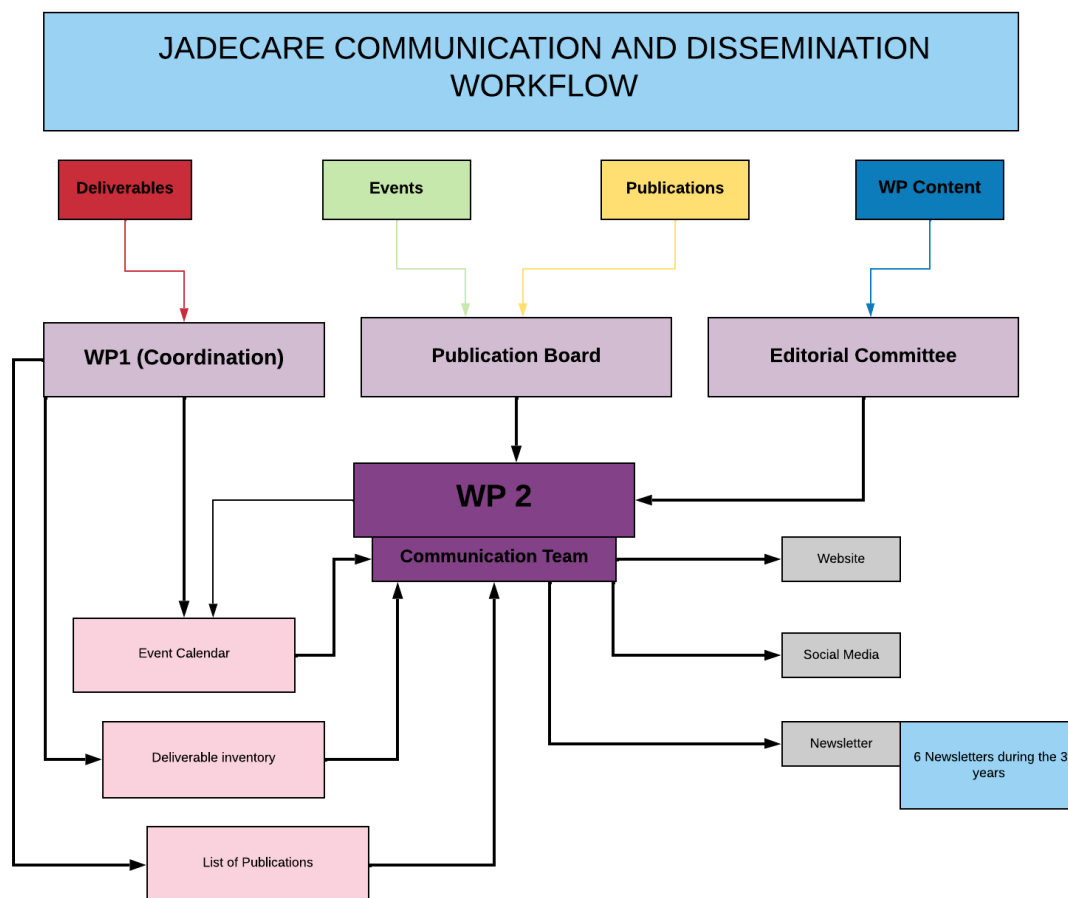 JADECARE COMMUNICATION AND DISSEMINATION
WORKFLOW
Deliverables
Events
Publications
WP Content
WP1 (Coordination)
Publication Board
Editorial Committee
WP 2
Communication Team
Website
Event Calendar
Social Media
Deliverable inventory
Newsletter
6 Newsletters during the 3
years
List of Publications